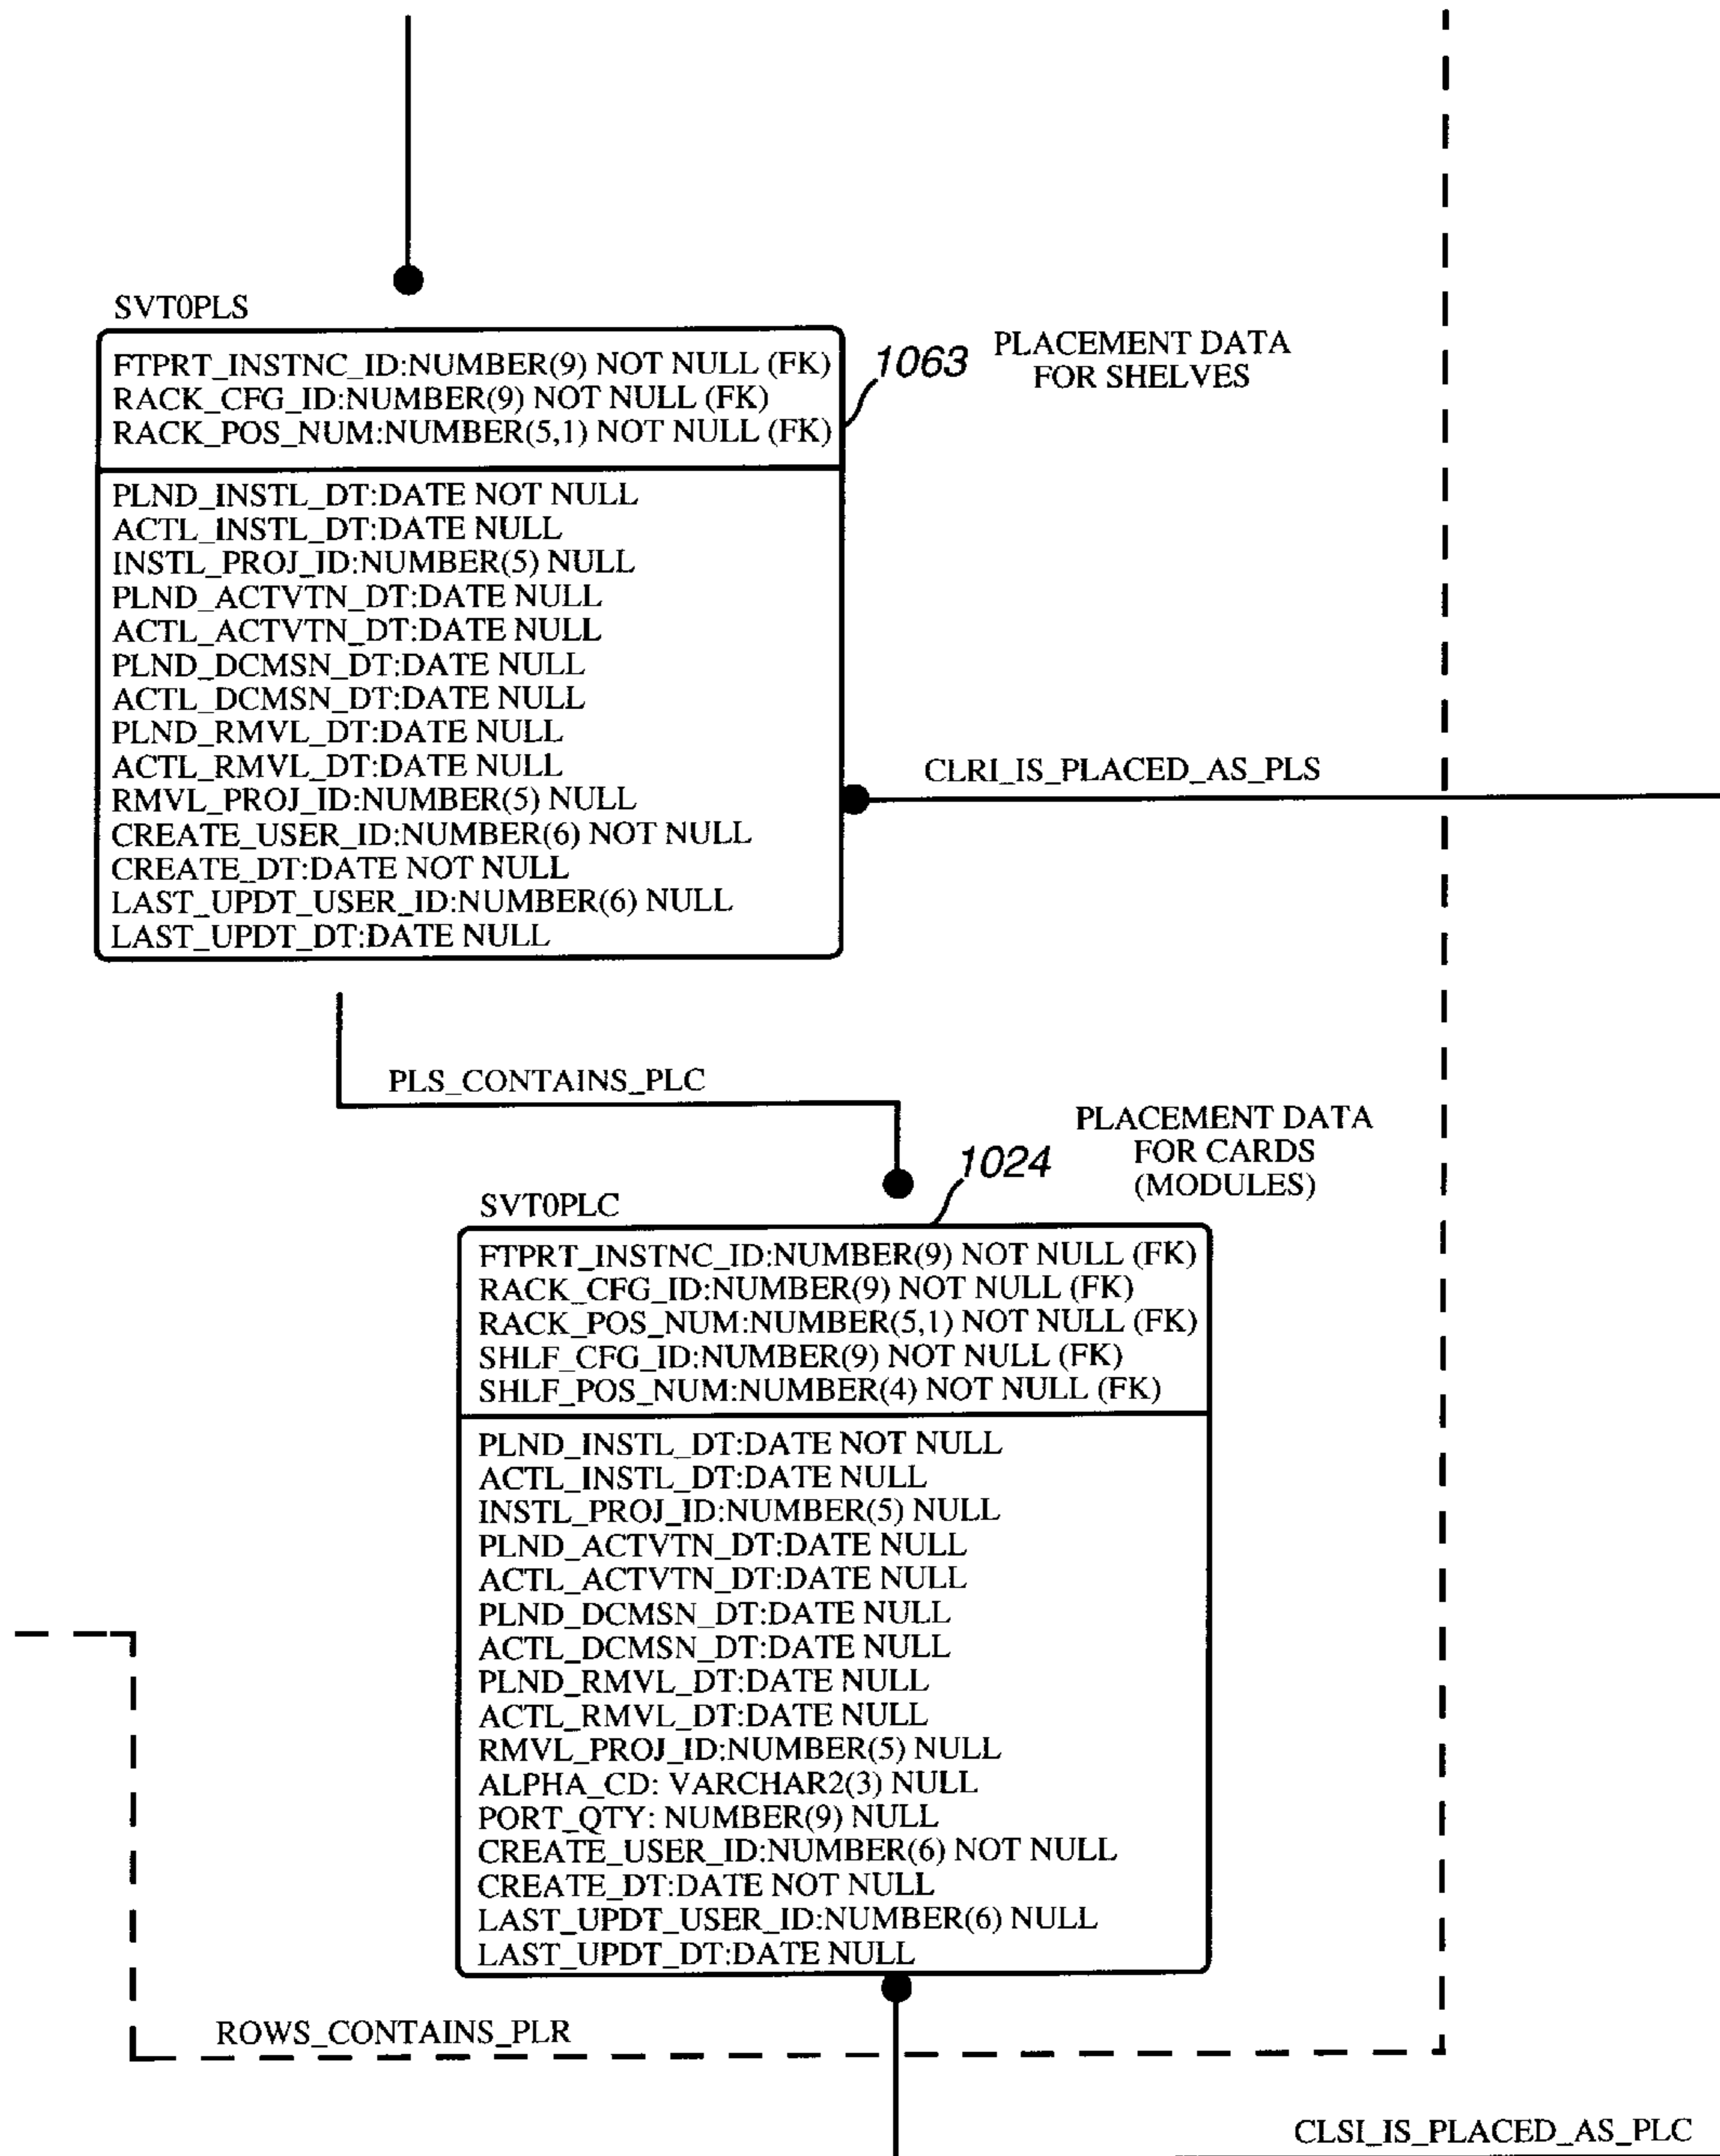 SVT0PLS
FTPRT_INSTNC_ID:NUMBER(9) NOT NULL (FK)
RACK_CFG_ID:NUMBER(9) NOT NULL (FK)
RACK_POS_NUM:NUMBER(5,1) NOT NULL (FK)
1063
PLACEMENT DATA
FOR SHELVES
PLND_INSTL_DT:DATE NOT NULL
ACTL_INSTL_DT:DATE NULL
INSTL_PROJ_ID:NUMBER(5) NULL
PLND_ACTVTN_DT:DATE NULL
ACTL_ACTVTN_DT:DATE NULL
PLND_DCMSN_DT:DATE NULL
ACTL_DCMSN_DT:DATE NULL
PLND_RMVL_DT:DATE NULL
ACTL_RMVL_DT:DATE NULL
RMVL_PROJ_ID:NUMBER(5) NULL
CREATE_USER_ID:NUMBER(6) NOT NULL
CREATE_DT:DATE NOT NULL
LAST_UPDT_USER_ID:NUMBER(6) NULL
LAST_UPDT_DT:DATE NULL
CLRI_IS_PLACED_AS_PLS
PLS_CONTAINS_PLC
PLACEMENT DATA
FOR CARDS
(MODULES)
1024
SVT0PLC
FTPRT_INSTNC_ID:NUMBER(9) NOT NULL (FK)
RACK_CFG_ID:NUMBER(9) NOT NULL (FK)
RACK_POS_NUM:NUMBER(5,1) NOT NULL (FK)
SHLF_CFG_ID:NUMBER(9) NOT NULL (FK)
SHLF_POS_NUM:NUMBER(4) NOT NULL (FK)
PLND_INSTL_DT:DATE NOT NULL
ACTL_INSTL_DT:DATE NULL
INSTL_PROJ_ID:NUMBER(5) NULL
PLND_ACTVTN_DT:DATE NULL
ACTL_ACTVTN_DT:DATE NULL
PLND_DCMSN_DT:DATE NULL
ACTL_DCMSN_DT:DATE NULL
PLND_RMVL_DT:DATE NULL
ACTL_RMVL_DT:DATE NULL
RMVL_PROJ_ID:NUMBER(5) NULL
ALPHA_CD: VARCHAR2(3) NULL
PORT_QTY: NUMBER(9) NULL
CREATE_USER_ID:NUMBER(6) NOT NULL
CREATE_DT:DATE NOT NULL
LAST_UPDT_USER_ID:NUMBER(6) NULL
LAST_UPDT_DT:DATE NULL
ROWS_CONTAINS_PLR
CLSI_IS_PLACED_AS_PLC